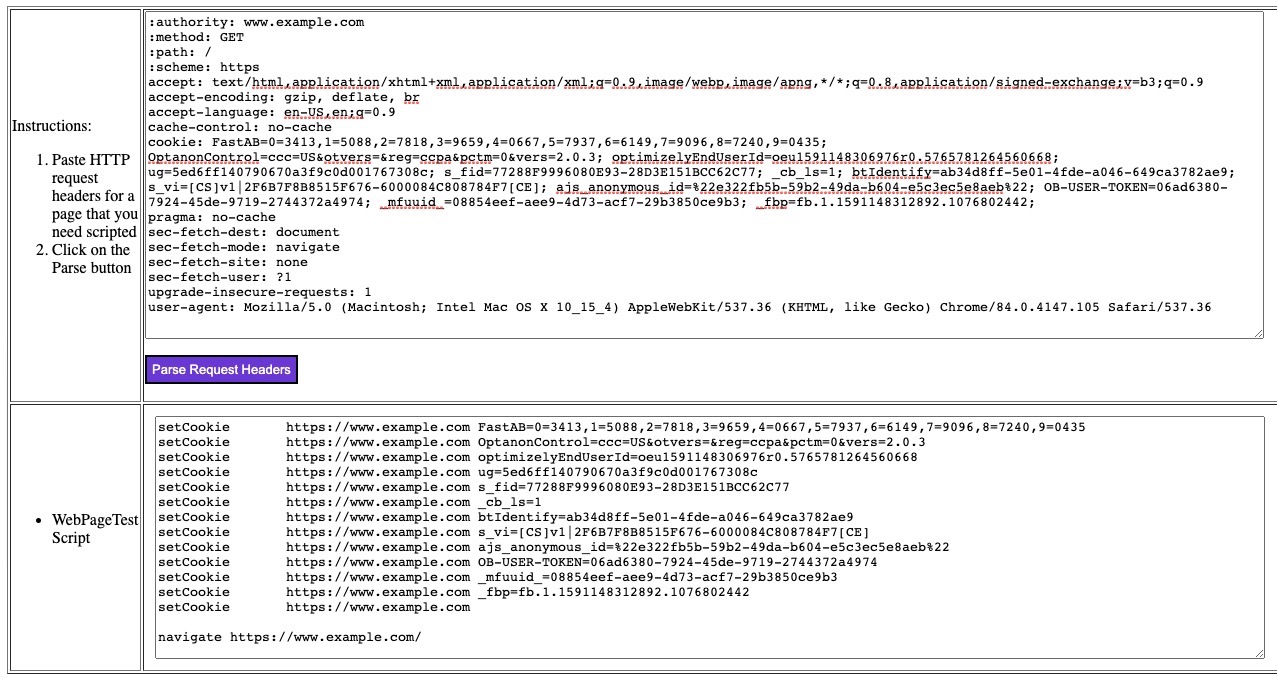 Instructions:
1. Paste HTTP
request
headers for a
page that you
need scripted
2. Click on the
Parse button
:authority: www.example.com
:method: GET
:path: /
:scheme: https
accept: text/html,application/xhtml+xml,application/xml;q=0.9,image/webp,image/apng,*/*;q=0.8,application/signed-exchange;v=b3;q=0.9
accept-encoding: gzip, deflate, br
accept-language: en-US,en;q=0.9
cache-control: no-cache
cookie: FastAB=0=3413,1=5088,2=7818,3=9659,4=0667,5=7937,6=6149,7=9096,8=7240,9=0435;
OptanonControl=ccc=US&otvers=&reg=ccpa&pctm=0&vers=2.0.3; optimizelyEndUserId=oeu1591148306976r0.5765781264560668;
ug=5ed6ff140790670a3f9c0d001767308c; s_fid=77288F9996080E93-28D3E151BCC62C77; _cb_ls=1; btIdentify=ab34d8ff-5e01-4fde-a046-649ca3782ae9;
s_vi=[CS]v1|2F6B7F8B8515F676-6000084C808784F7[CE]; ajs_anonymous_id=%22e322fb5b-59b2-49da-b604-e5c3ec5e8aeb%22; OB-USER-TOKEN=06ad6380-
7924-45de-9719-2744372a4974; _mfuuid_=08854eef-aee9-4d73-acf7-29b3850ce9b3; _fbp=fb.1.1591148312892.1076802442;
pragma: no-cache
sec-fetch-dest: document
sec-fetch-mode: navigate
sec-fetch-site: none
sec-fetch-user: ?1
upgrade-insecure-requests: 1
user-agent: Mozilla/5.0 (Macintosh; Intel Mac OS X 10_15_4) AppleWebKit/537.36 (KHTML, like Gecko) Chrome/84.0.4147.105 Safari/537.36
Parse Request Headers
• WebPageTest
Script
setCookie https://www.example.com FastAB=0=3413,1=5088,2=7818,3=9659,4=0667,5=7937,6=6149,7=9096,8=7240,9=0435
setCookie https://www.example.com OptanonControl=ccc=US&otvers=&reg=ccpa&pctm=0&vers=2.0.3
setCookie https://www.example.com optimizelyEndUserId=oeu1591148306976r0.5765781264560668
setCookie https://www.example.com ug=5ed6ff140790670a3f9c0d001767308c
setCookie https://www.example.com s_fid=77288F9996080E93-28D3E151BCC62C77
setCookie https://www.example.com _cb_ls=1
setCookie https://www.example.com btIdentify=ab34d8ff-5e01-4fde-a046-649ca3782ae9
setCookie https://www.example.com s_vi=[CS]v1|2F6B7F8B8515F676-6000084C808784F7[CE]
setCookie https://www.example.com ajs_anonymous_id=%22e322fb5b-59b2-49da-b604-e5c3ec5e8aeb%22
setCookie https://www.example.com OB-USER-TOKEN=06ad6380-7924-45de-9719-2744372a4974
setCookie https://www.example.com _mfuuid_=08854eef-aee9-4d73-acf7-29b3850ce9b3
setCookie https://www.example.com _fbp=fb.1.1591148312892.1076802442
setCookie https://www.example.com
navigate https://www.example.com/